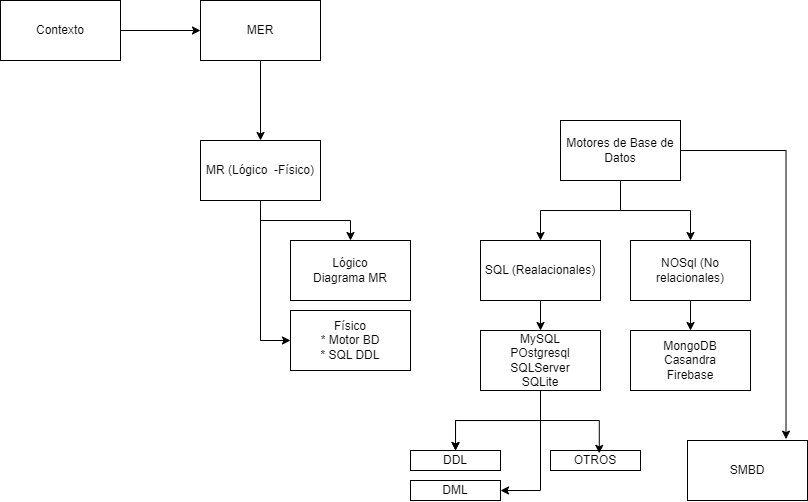 Contexto
MER
Motores de Base de
Datos
MR (Lógico -Físico)
Lógico
Diagrama MR
SQL (Realacionales)
NOSql (No
relacionales)
Físico
* Motor BD
* SQL DDL
MySQL
POstgresql
SQLServer
SQLite
MongoDB
Casandra
Firebase
DDL
OTROS
DML
SMBD